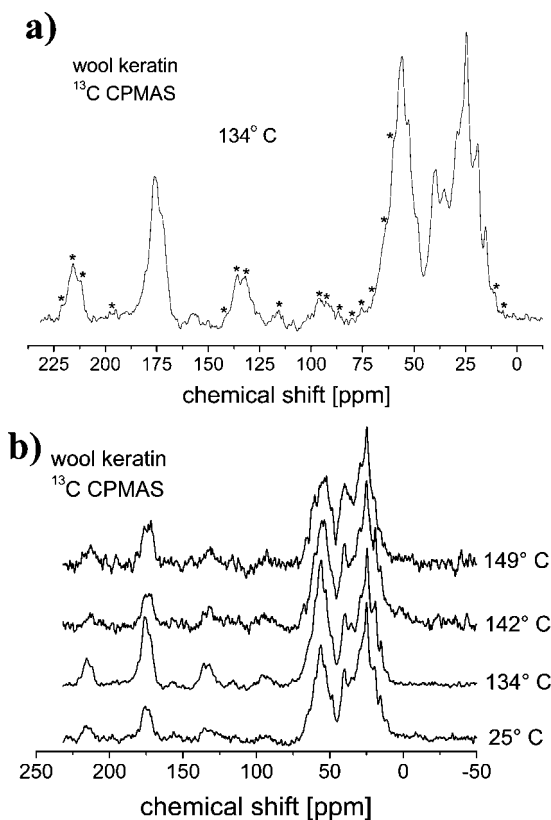 a)
wool keratin
¹³C CPMAS
134° C
* * * * * * * * * * * * * * * * * *
225 200 175 150 125 100 75 50 25 0
chemical shift [ppm]
b)
wool keratin
¹³C CPMAS
149° C
142° C
134° C
25° C
250 200 150 100 50 0 -50
chemical shift [ppm]